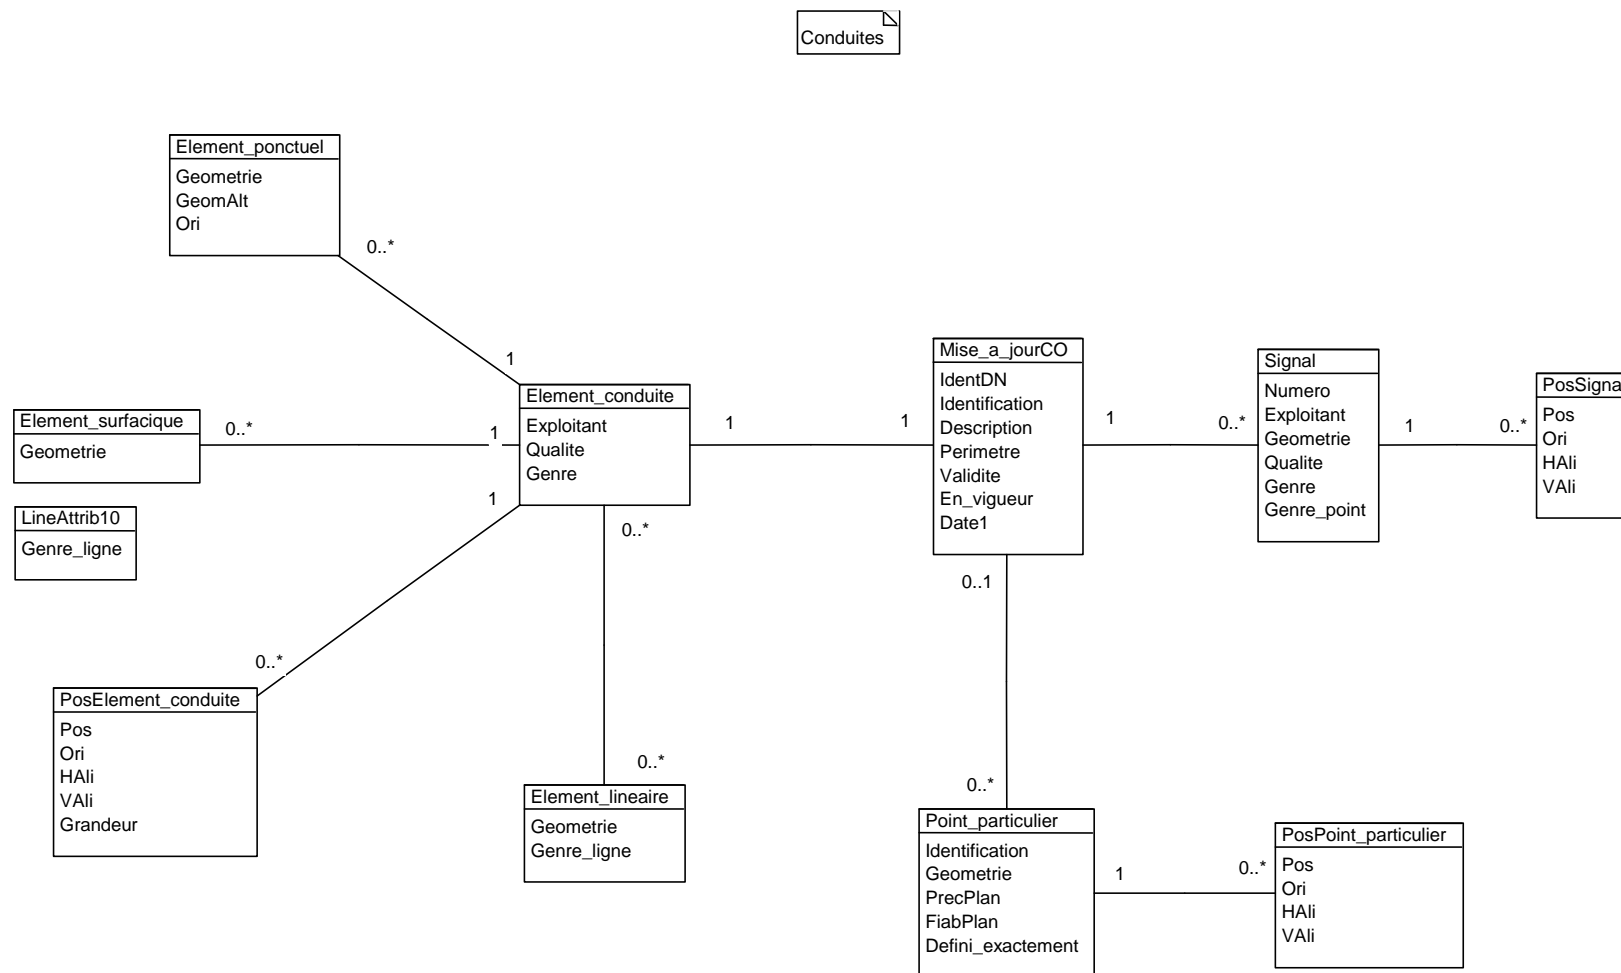 Conduites
Element_ponctuel
Geometrie
GeomAlt
Ori
0..*
1
Element_surfacique
Geometrie
0..*
1
LineAttrib10
Genre_ligne
Element_conduite
Exploitant
Qualite
Genre
1
0..*
PosElement_conduite
Pos
Ori
HAli
VAli
Grandeur
0..*
0..*
Element_lineaire
Geometrie
Genre_ligne
1
1
Mise_a_jourCO
IdentDN
Identification
Description
Perimetre
Validite
En_vigueur
Date1
1
0..*
Signal
Numero
Exploitant
Geometrie
Qualite
Genre
Genre_point
1
0..*
PosSigna
Pos
Ori
HAli
VAli
0..1
0..*
Point_particulier
Identification
Geometrie
PrecPlan
FiabPlan
Defini_exactement
1
0..*
PosPoint_particulier
Pos
Ori
HAli
VAli